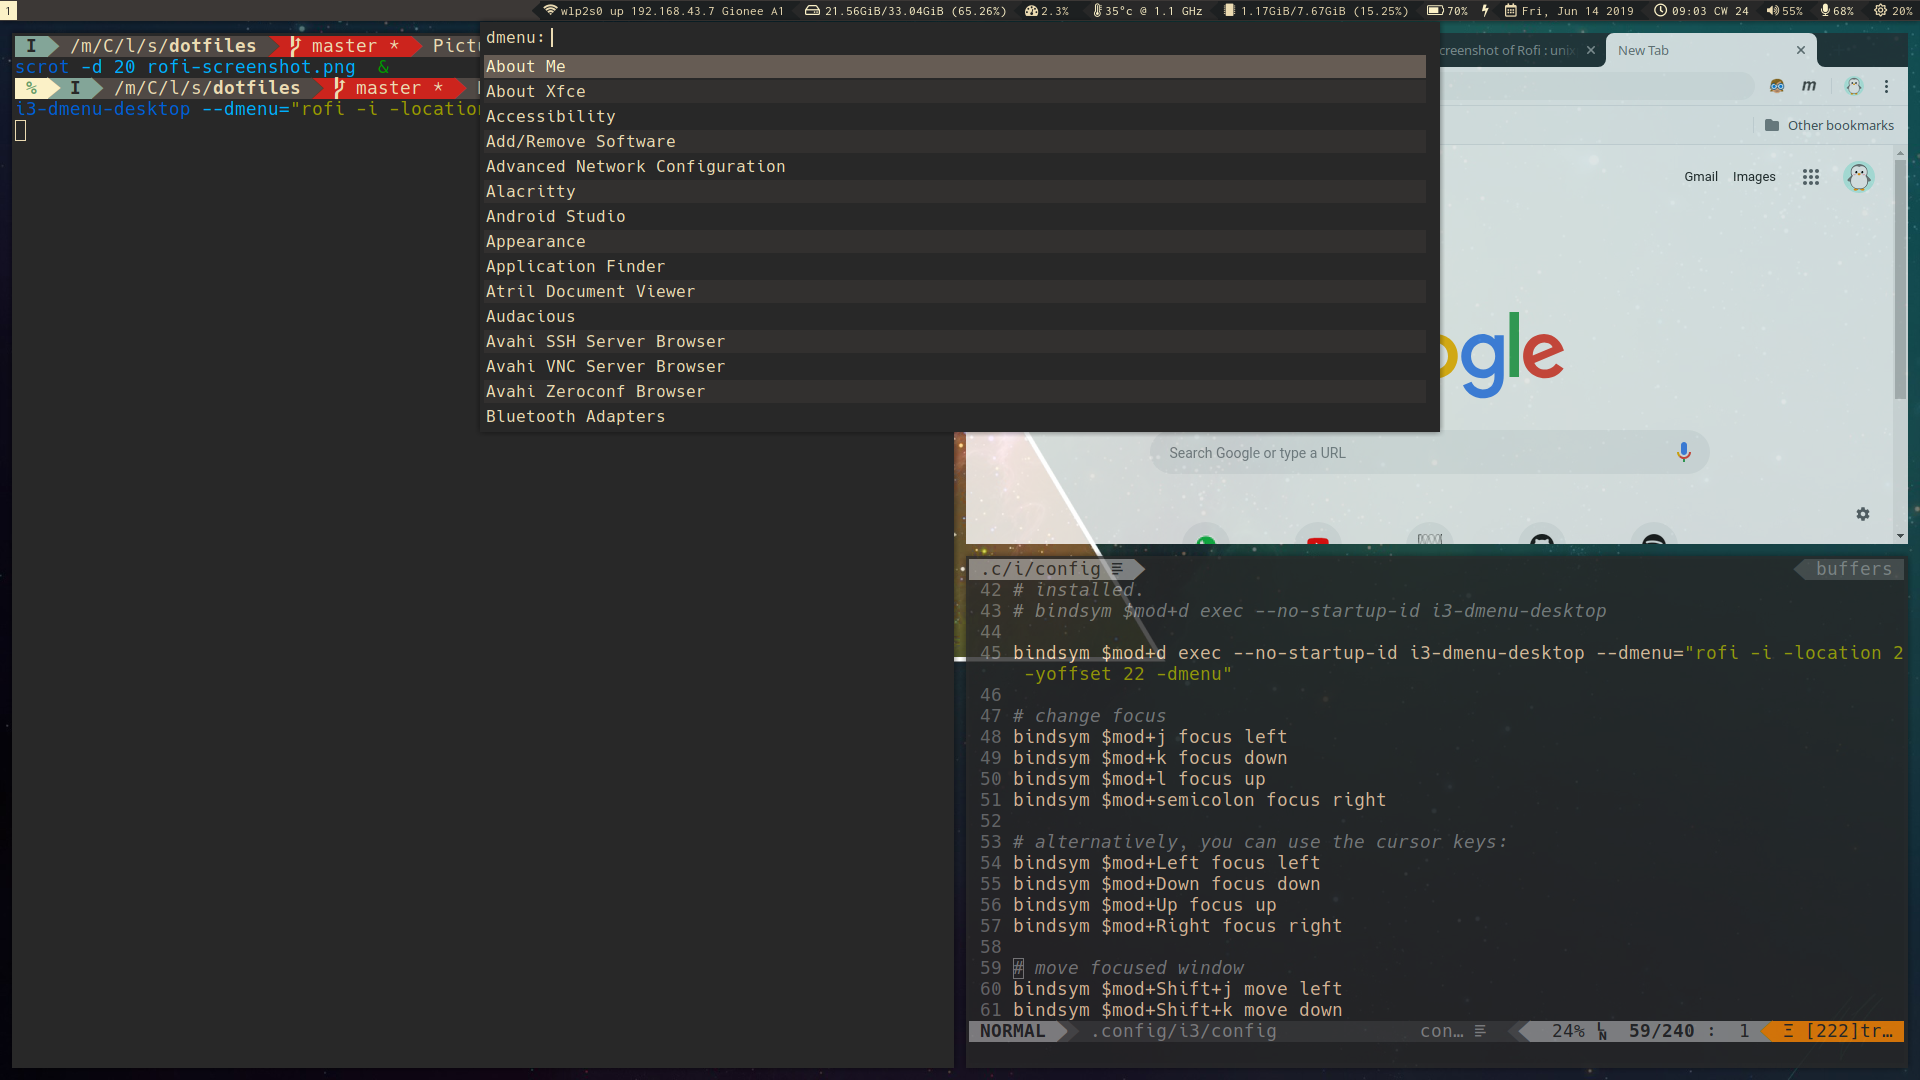 1 wlp2s0 up 192.168.43.7 Gionee A1 21.56GiB/33.04GiB (65.26%) 2.3% 35°c @ 1.1 GHz 1.17GiB/7.67GiB (15.25%) 70% Fri, Jun 14 2019 09:03 CW 24 55% 68% 20%
I /m/C/l/s/dotfiles master * Pict
scrot -d 20 rofi-screenshot.png &
% I /m/C/l/s/dotfiles master *
i3-dmenu-desktop --dmenu="rofi -i -location
dmenu:
About Me
About Xfce
Accessibility
Add/Remove Software
Advanced Network Configuration
Alacritty
Android Studio
Appearance
Application Finder
Atril Document Viewer
Audacious
Avahi SSH Server Browser
Avahi VNC Server Browser
Avahi Zeroconf Browser
Bluetooth Adapters
creenshot of Rofi : unix
New Tab
m
Other bookmarks
Gmail Images
ogle
Search Google or type a URL
.c/i/config buffers
42 # installed.
43 # bindsym $mod+d exec --no-startup-id i3-dmenu-desktop
44
45 bindsym $mod+d exec --no-startup-id i3-dmenu-desktop --dmenu="rofi -i -location 2
-yoffset 22 -dmenu"
46
47 # change focus
48 bindsym $mod+j focus left
49 bindsym $mod+k focus down
50 bindsym $mod+l focus up
51 bindsym $mod+semicolon focus right
52
53 # alternatively, you can use the cursor keys:
54 bindsym $mod+Left focus left
55 bindsym $mod+Down focus down
56 bindsym $mod+Up focus up
57 bindsym $mod+Right focus right
58
59 # move focused window
60 bindsym $mod+Shift+j move left
61 bindsym $mod+Shift+k move down
NORMAL .config/i3/config con… 24% LN 59/240 : 1 Ξ [222]tr…